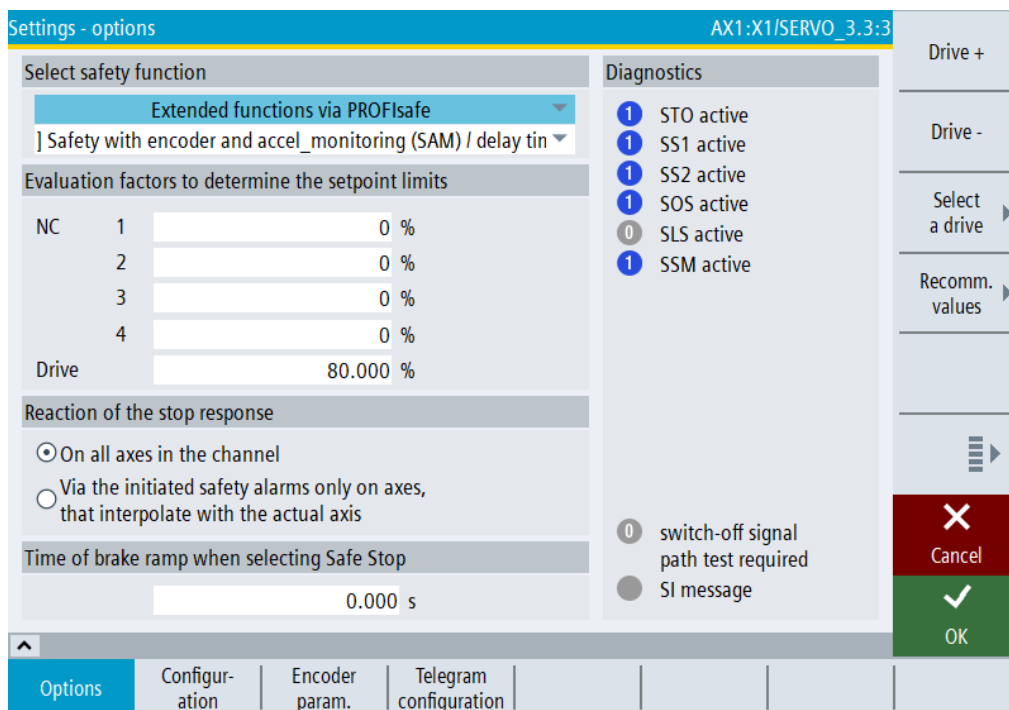 Settings - options
AX1:X1/SERVO_3.3:3
Select safety function
Extended functions via PROFIsafe
] Safety with encoder and accel_monitoring (SAM) / delay tin
Evaluation factors to determine the setpoint limits
NC 1 0 %
2 0 %
3 0 %
4 0 %
Drive 80.000 %
Reaction of the stop response
On all axes in the channel
Via the initiated safety alarms only on axes,
that interpolate with the actual axis
Time of brake ramp when selecting Safe Stop
0.000 s
Diagnostics
1 STO active
1 SS1 active
1 SS2 active
1 SOS active
0 SLS active
1 SSM active
0 switch-off signal
path test required
SI message
Drive +
Drive -
Select
a drive
Recomm.
values
Cancel
OK
Options
Configur-
ation
Encoder
param.
Telegram
configuration